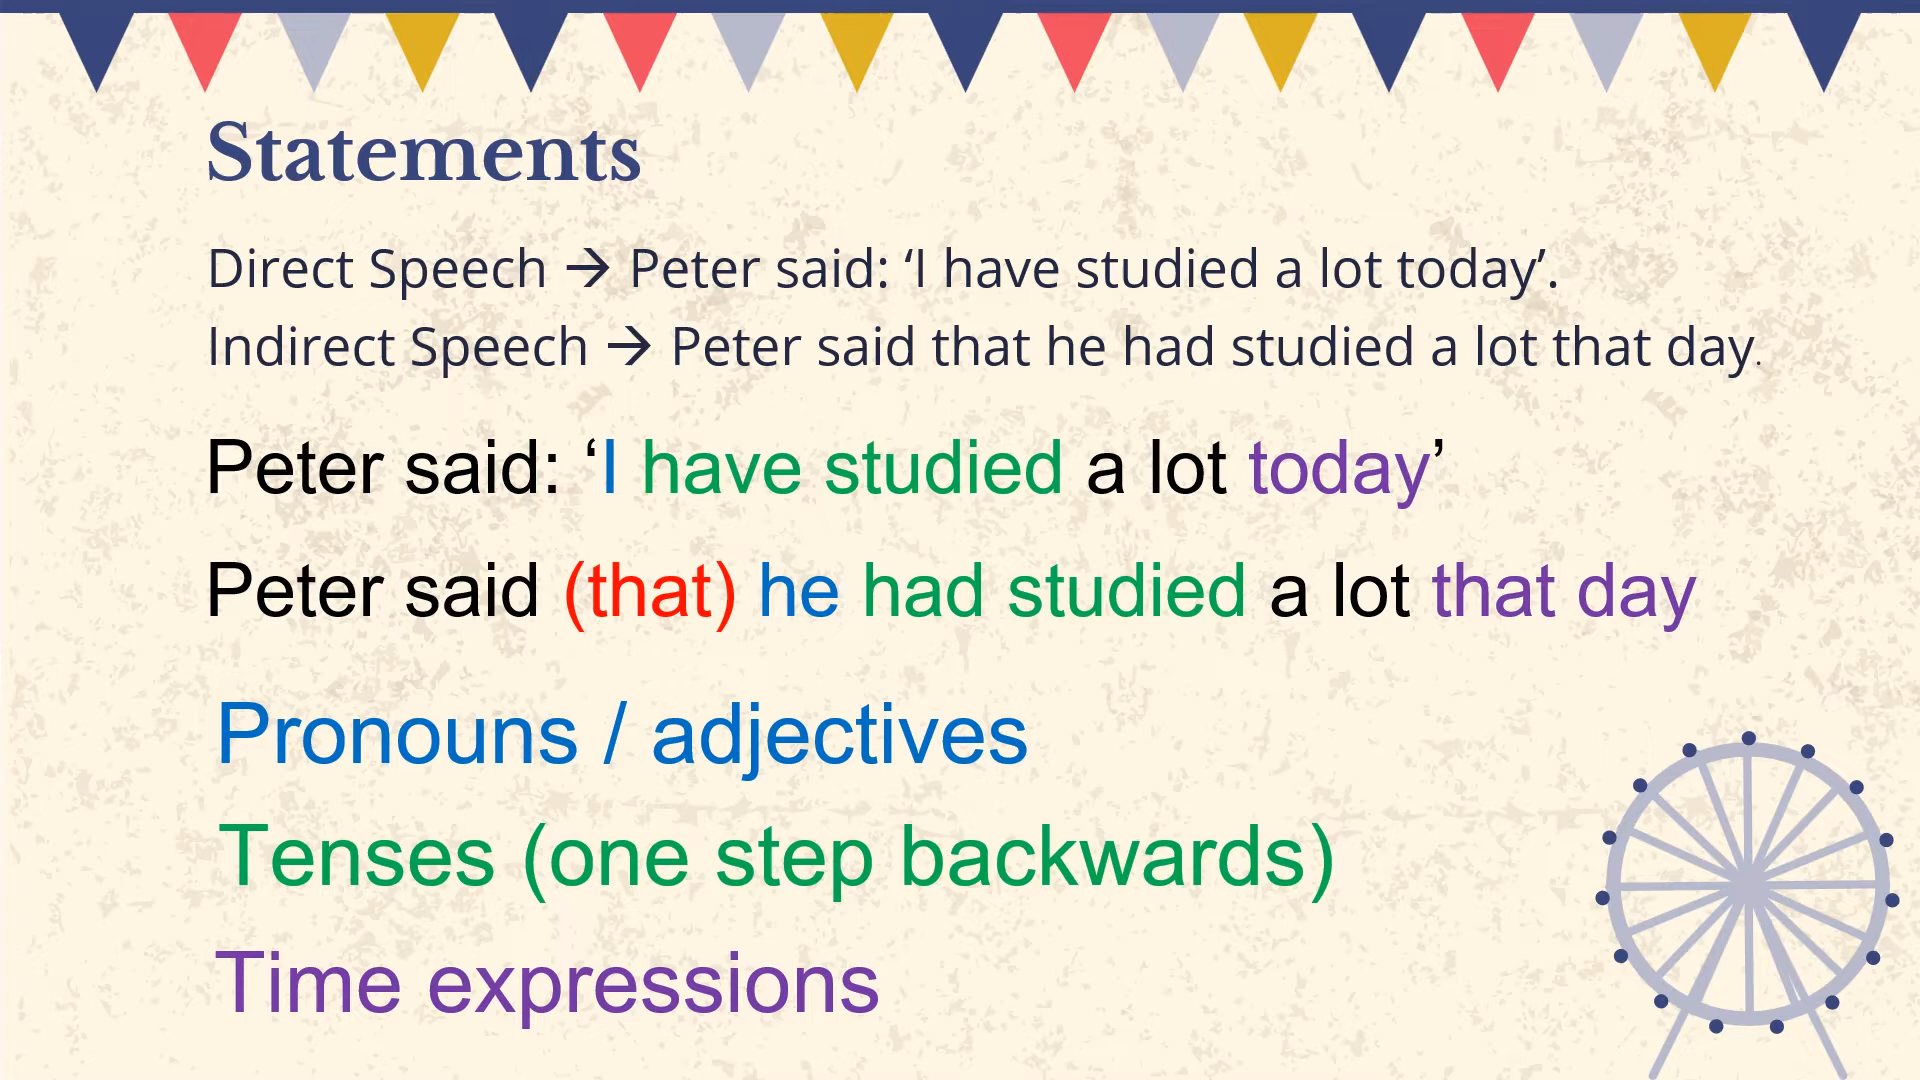 Statements
Direct Speech → Peter said: ‘I have studied a lot today’.
Indirect Speech → Peter said that he had studied a lot that day.
Peter said: ‘I have studied a lot today’
Peter said (that) he had studied a lot that day
Pronouns / adjectives
Tenses (one step backwards)
Time expressions